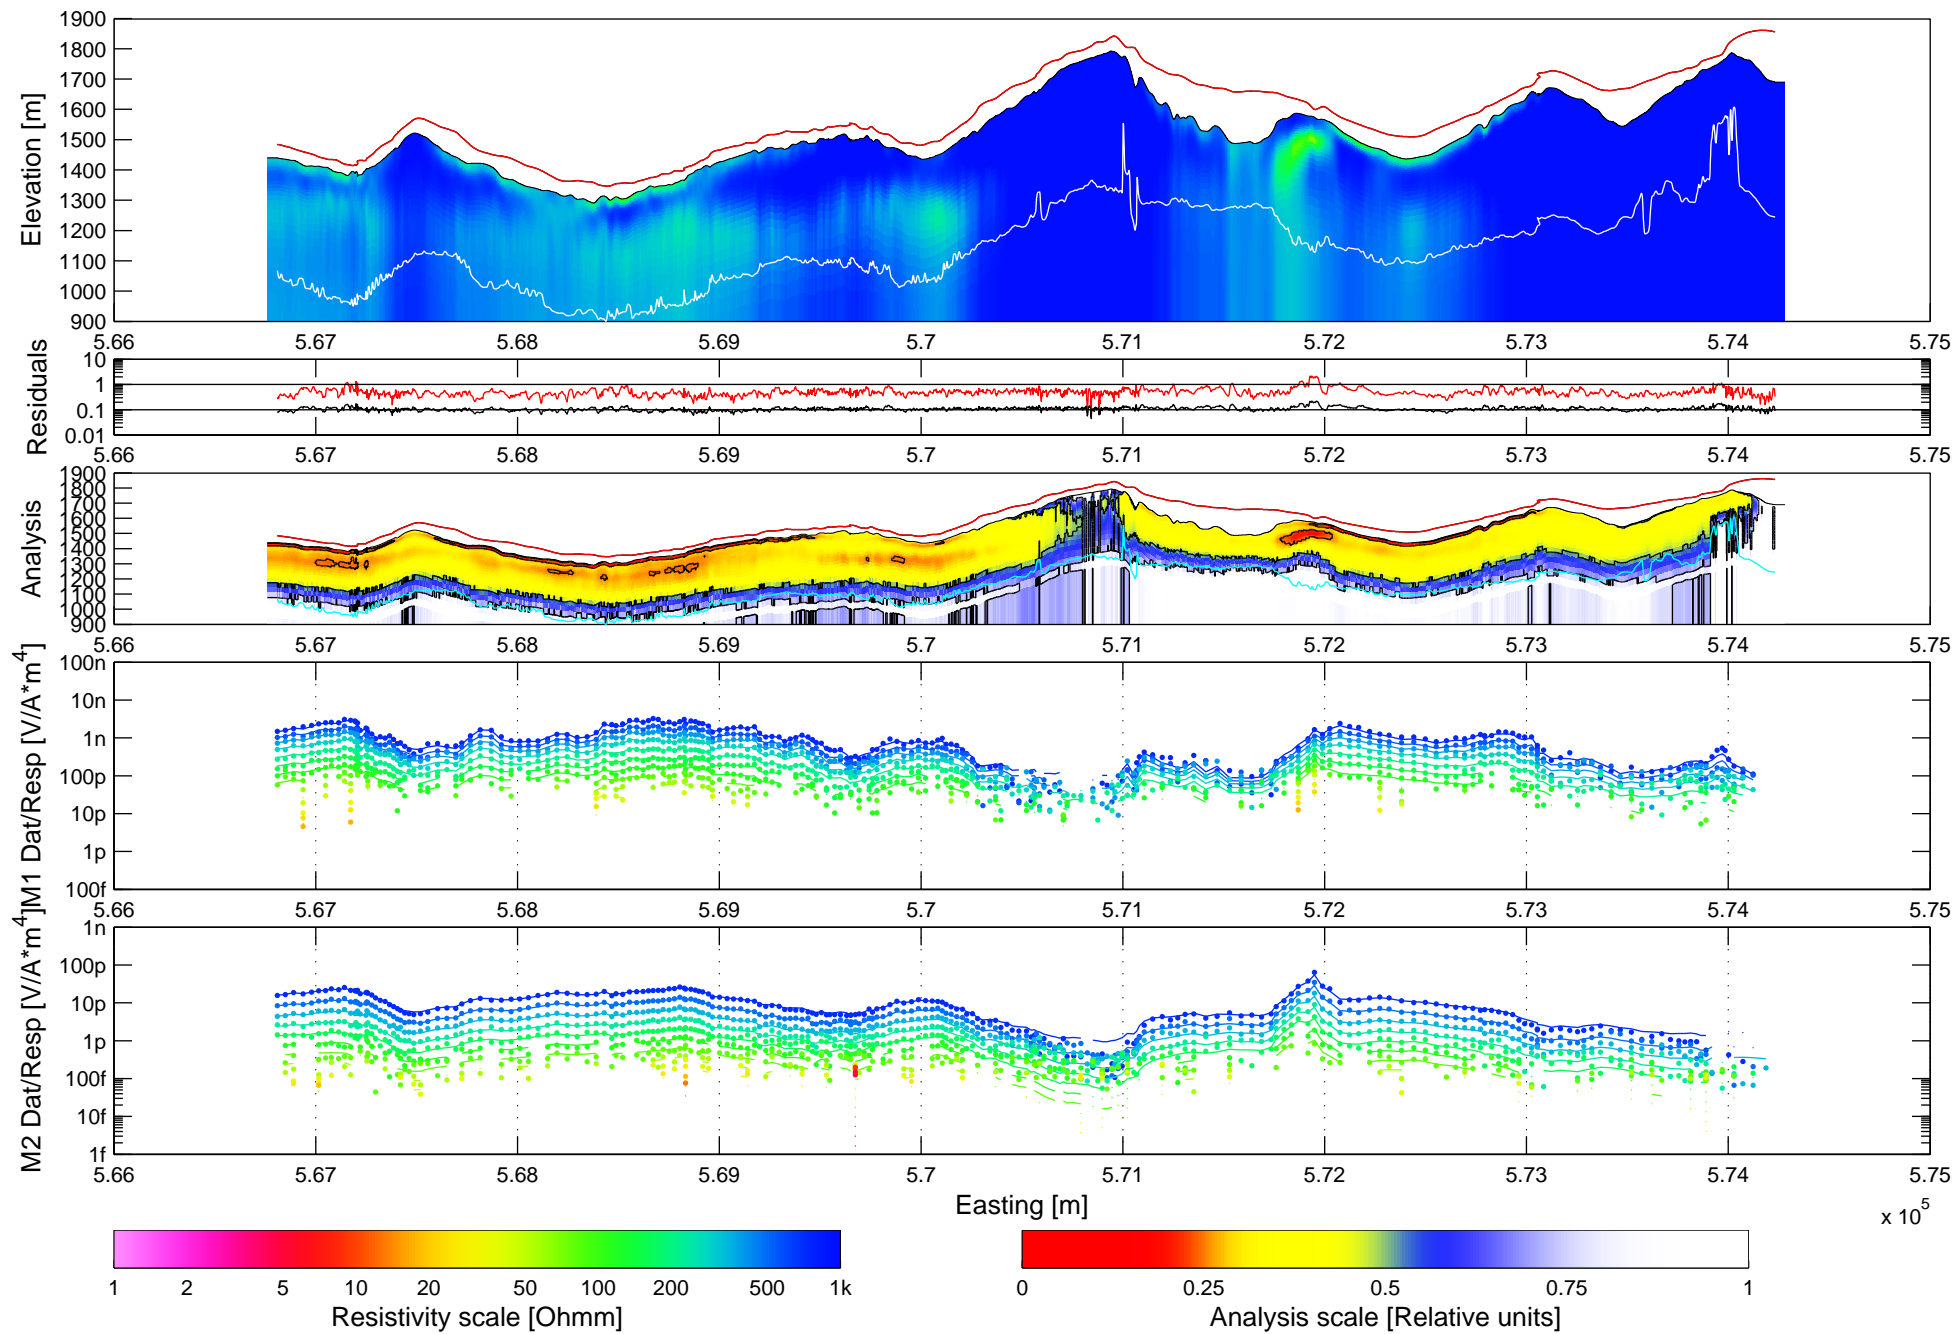 1900
1800
1700
1600
1500
1400
1300
1200
1100
1000
900
Elevation [m]
5.66 5.67 5.68 5.69 5.7 5.71 5.72 5.73 5.74 5.75
10
1
0.1
0.01
Residuals
5.66 5.67 5.68 5.69 5.7 5.71 5.72 5.73 5.74 5.75
1900
1800
1700
1600
1500
1400
1300
1200
1100
1000
900
Analysis
5.66 5.67 5.68 5.69 5.7 5.71 5.72 5.73 5.74 5.75
100n
10n
1n
100p
10p
1p
100f
M1 Dat/Resp [V/A*m^4]
5.66 5.67 5.68 5.69 5.7 5.71 5.72 5.73 5.74 5.75
1n
100p
10p
1p
100f
10f
1f
M2 Dat/Resp [V/A*m^4]
5.66 5.67 5.68 5.69 5.7 5.71 5.72 5.73 5.74 5.75
Easting [m]
x 10^5
1 2 5 10 20 50 100 200 500 1k
Resistivity scale [Ohmm]
0 0.25 0.5 0.75 1
Analysis scale [Relative units]